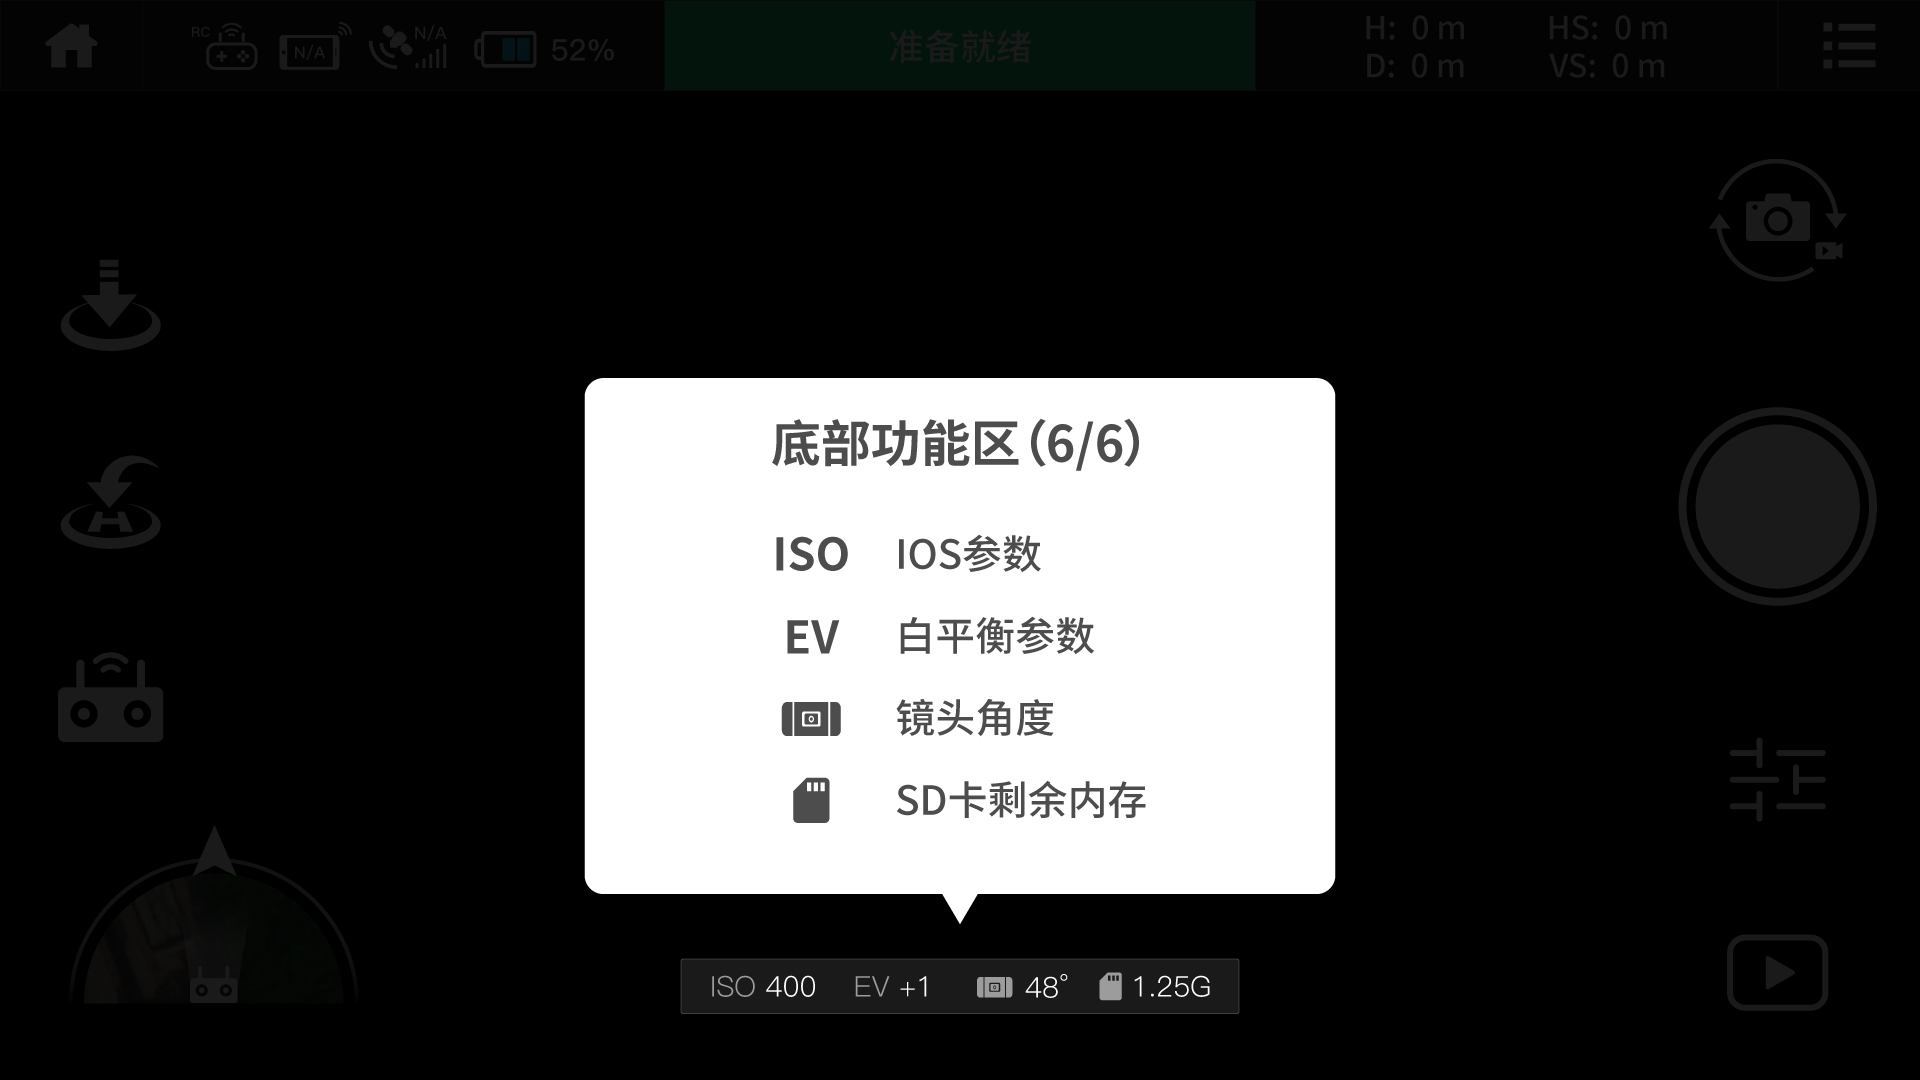 RC
N/A
N/A
52%
准备就绪
H: 0 m
HS: 0 m
D: 0 m
VS: 0 m
底部功能区(6/6)
ISO IOS参数
EV 白平衡参数
镜头角度
SD卡剩余内存
ISO 400 EV +1 48° 1.25G